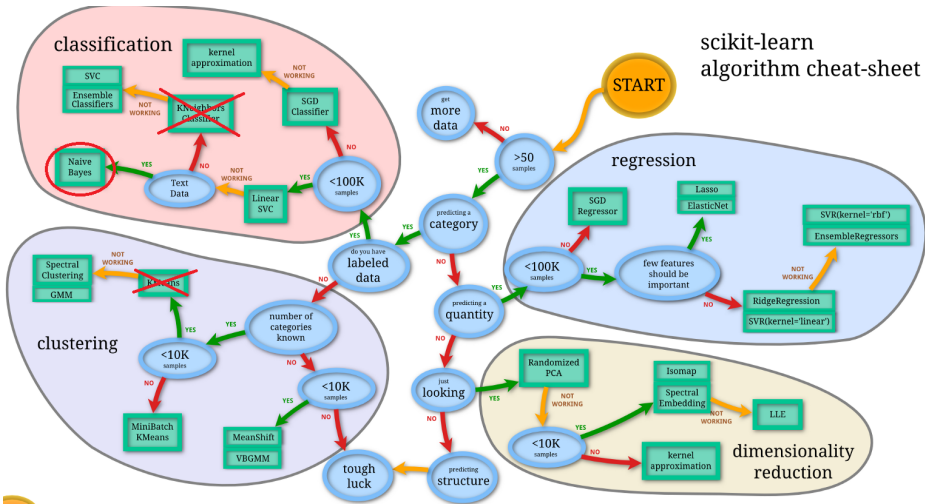 scikit-learn
algorithm cheat-sheet
START
classification
kernel
approximation
NOT
WORKING
SVC
Ensemble
Classifiers
NOT
WORKING
KNeighbors
Classifier
SGD
Classifier
NO
NO
Naive
Bayes
YES
Text
Data
NOT
WORKING
Linear
SVC
YES
<100K
samples
YES
get
more
data
NO
>50
samples
YES
predicting a
category
YES
do you have
labeled
data
NO
NO
regression
SGD
Regressor
Lasso
ElasticNet
SVR(kernel='rbf')
EnsembleRegressors
NO
YES
<100K
samples
YES
few features
should be
important
NOT
WORKING
NO
RidgeRegression
SVR(kernel='linear')
predicting a
quantity
YES
NO
clustering
Spectral
Clustering
GMM
NOT
WORKING
KMeans
YES
number of
categories
known
YES
<10K
samples
NO
NO
<10K
samples
MiniBatch
KMeans
YES
NO
MeanShift
VBGMM
just
looking
YES
NO
tough
luck
predicting
structure
Randomized
PCA
NOT
WORKING
<10K
samples
YES
NO
Isomap
Spectral
Embedding
NOT
WORKING
LLE
kernel
approximation
dimensionality
reduction